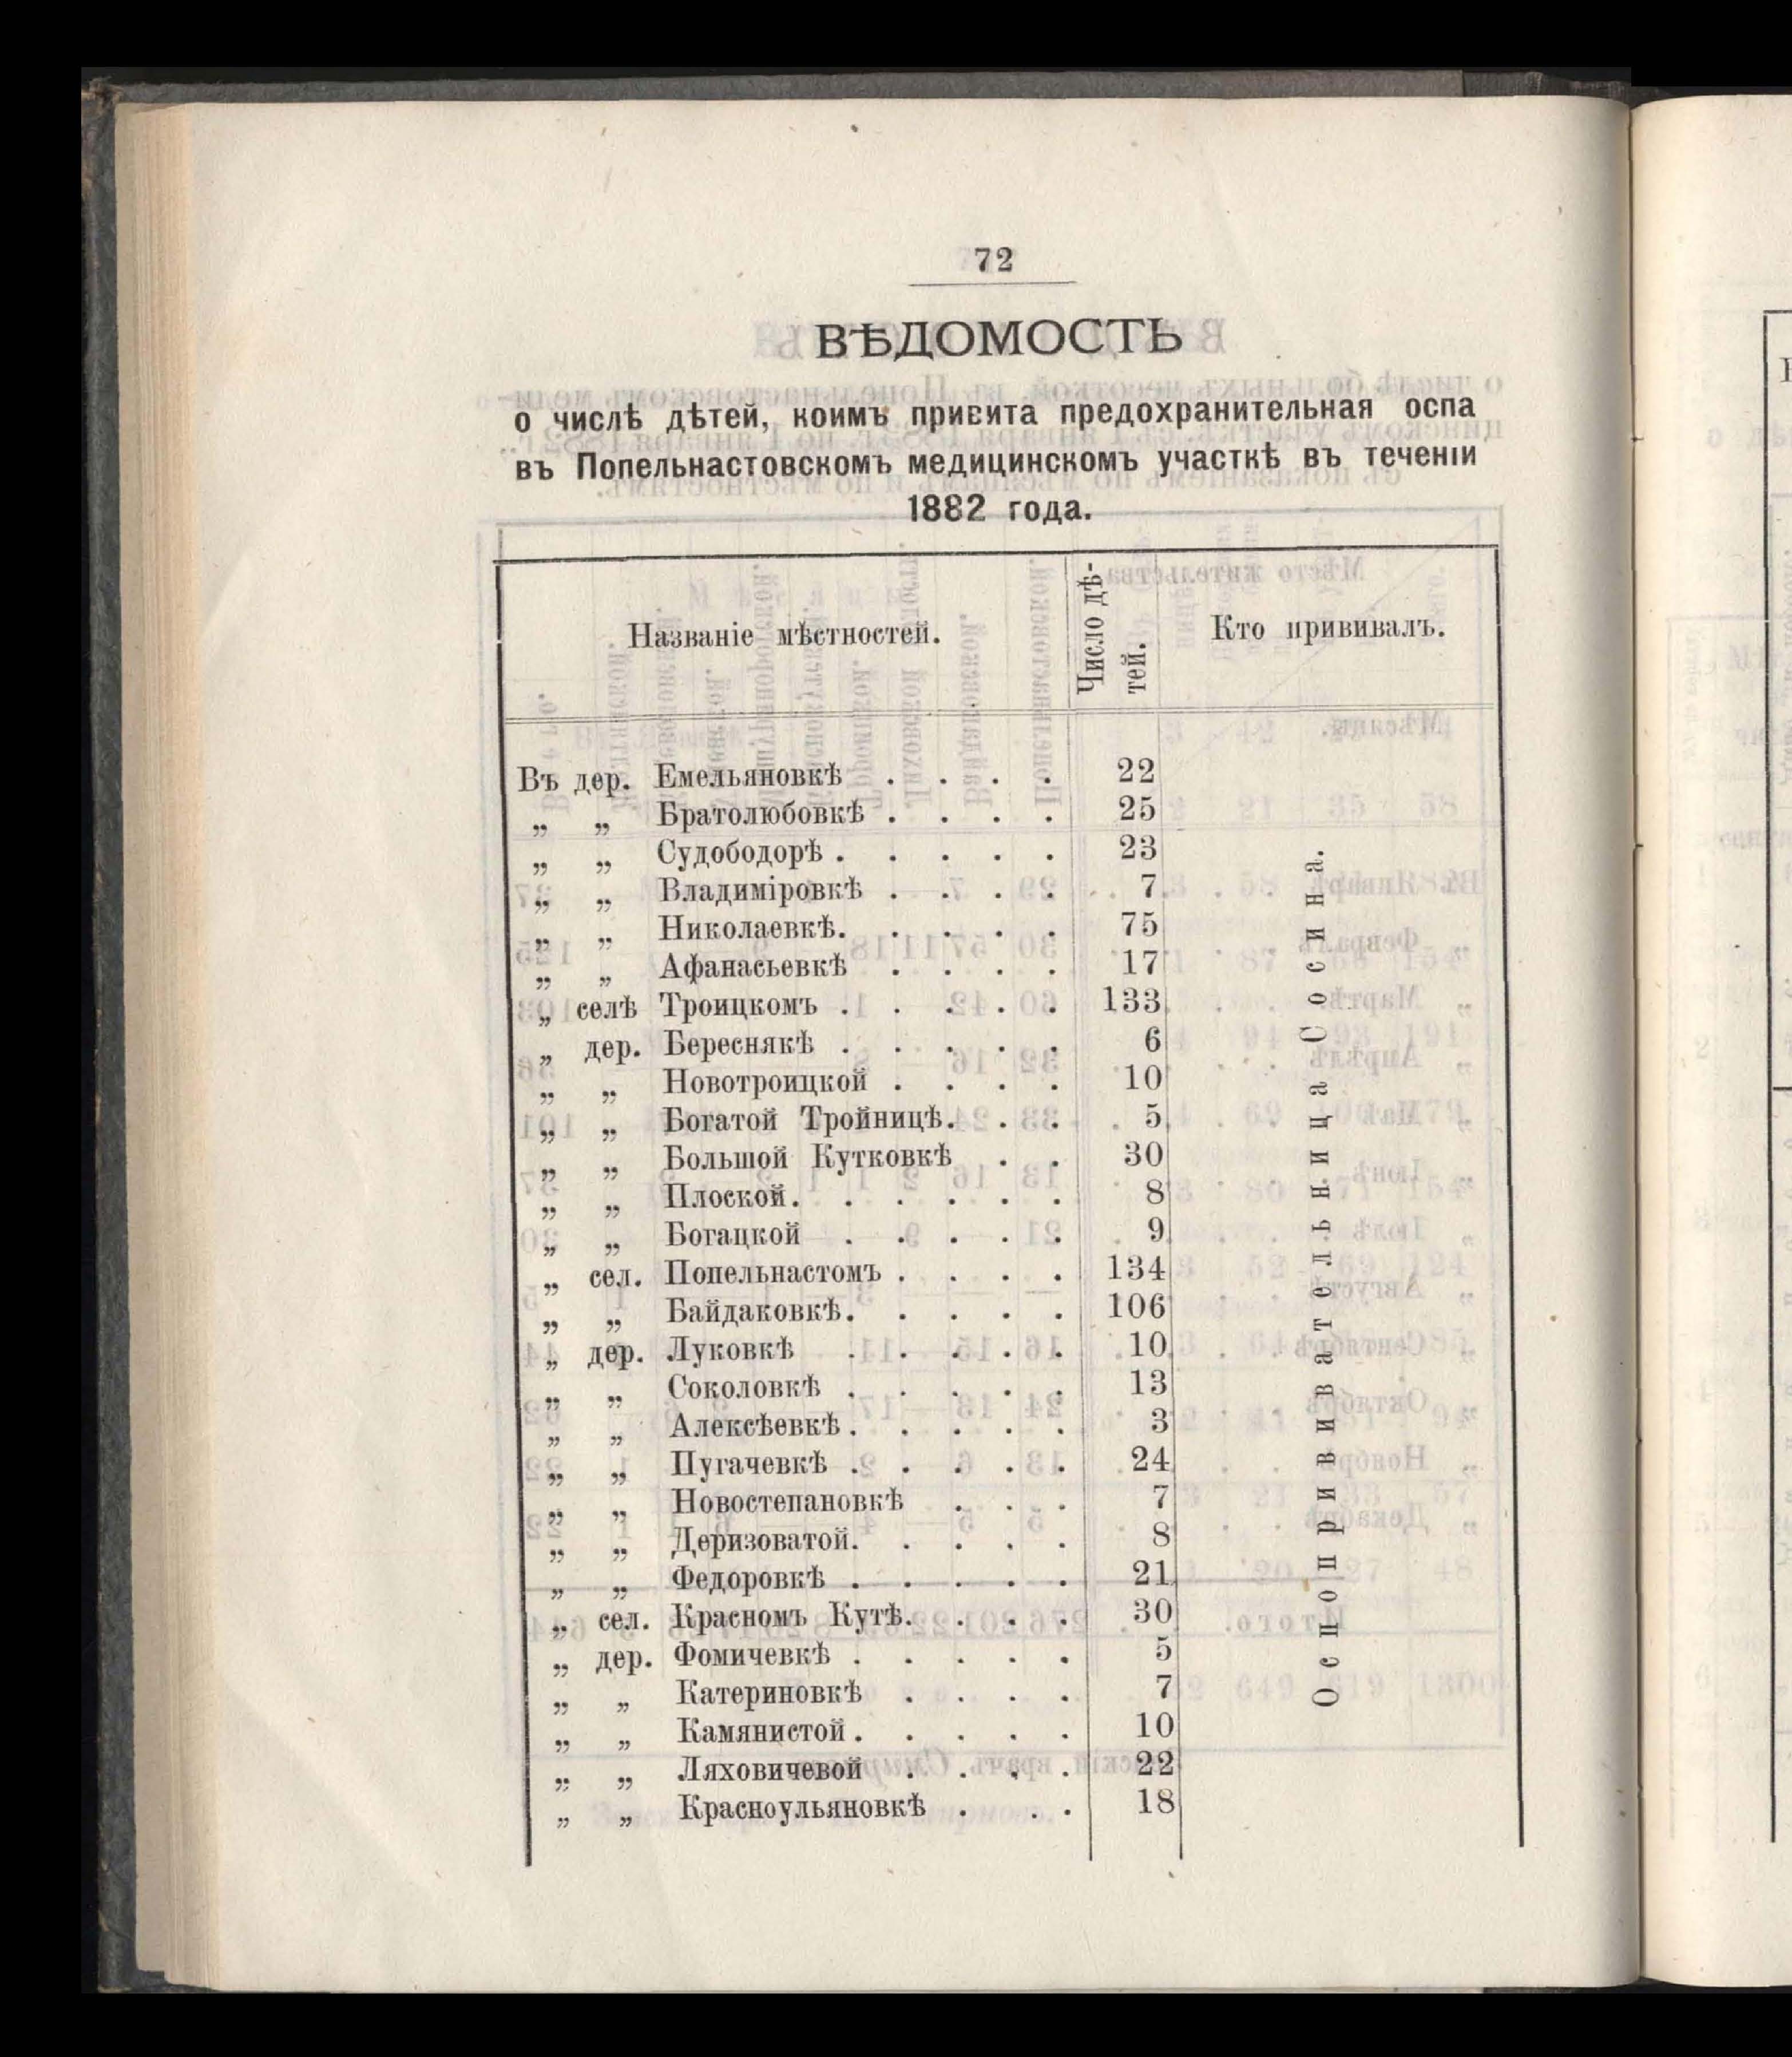 72
ВѢДОМОСТЬ
о числѣ дѣтей, коимъ привита предохранительная оспа
въ Попельнастовскомъ медицинскомъ участкѣ въ теченіи
1882 года.
Названіе мѣстностей. Число дѣ- Кто прививалъ.
тей.
Въ дер. Емельяновкѣ . . . . 22
„ „ Братолюбовкѣ . . . . 25
„ „ Судободорѣ . . . . . 23
„ „ Владиміровкѣ . . . . 7
„ „ Николаевкѣ. . . . . 75
„ „ Афанасьевкѣ . . . . 17
„ селѣ Троицкомъ . . . . . 133
„ дер. Береснякѣ . . . . . 6
„ „ Новотроицкой . . . . 10
„ „ Богатой Тройницѣ. . . 5
„ „ Большой Кутковкѣ . . 30
„ „ Плоской. . . . . . 8
„ „ Богацкой . . . . . 9
„ сел. Попельнастомъ . . . . 134
„ „ Байдаковкѣ. . . . . 106
„ дер. Луковкѣ . . . . . 10
„ „ Соколовкѣ . . . . . 13
„ „ Алексѣевкѣ . . . . . 3
„ „ Пугачевкѣ . . . . . 24
„ „ Новостепановкѣ . . . 7
„ „ Деризоватой. . . . . 8
„ „ Федоровкѣ . . . . . 21
„ сел. Красномъ Кутѣ. . . . 30
„ дер. Фомичевкѣ . . . . . 5
„ „ Катериновкѣ . . . . 7
„ „ Камянистой . . . . . 10
„ „ Ляховичевой . . . . 22
„ „ Красноульяновкѣ . . . 18
Оспопрививательница Сосина.